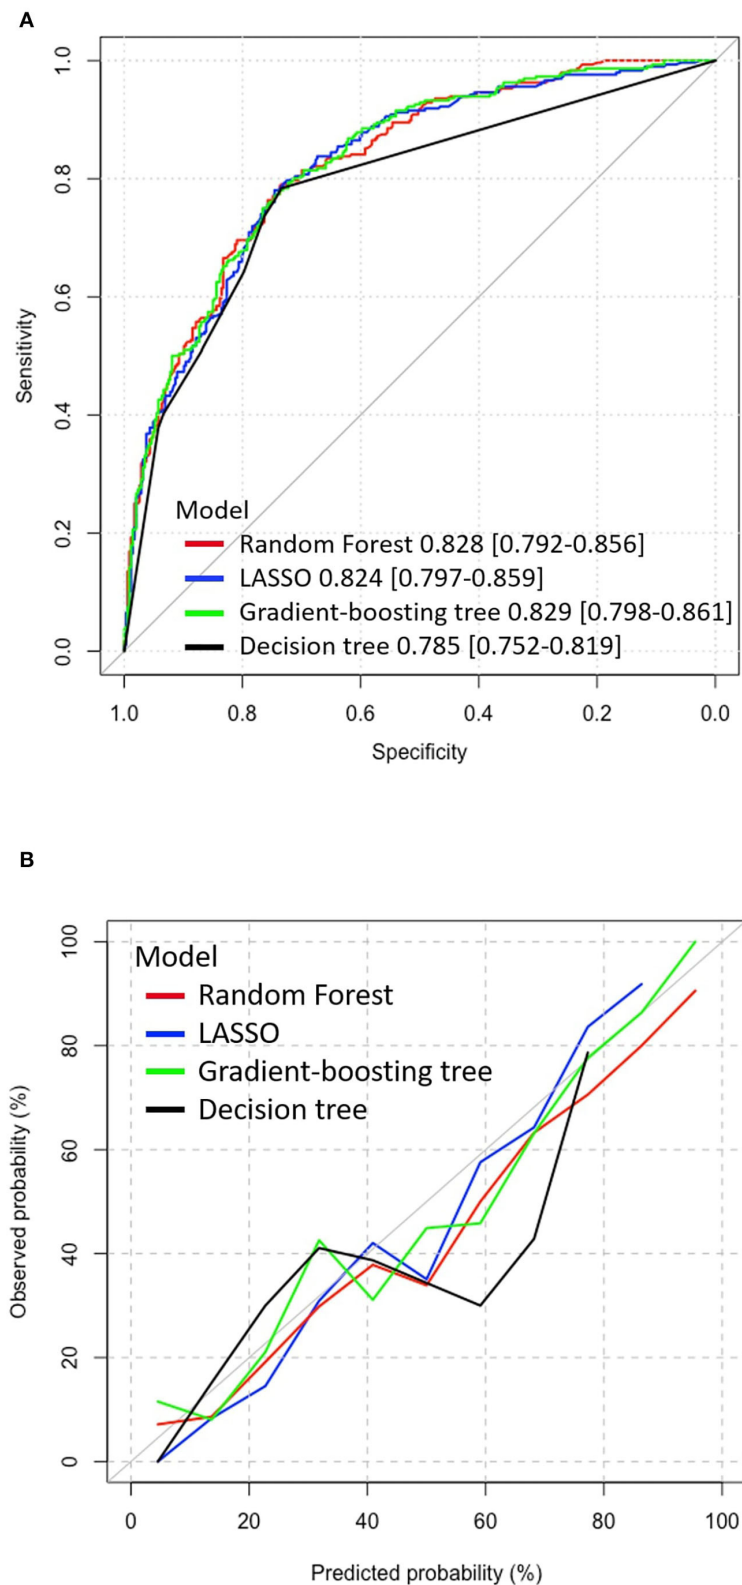 A
1.0
0.8
0.6
0.4
0.2
0.0
Sensitivity
Model
Random Forest 0.828 [0.792-0.856]
LASSO 0.824 [0.797-0.859]
Gradient-boosting tree 0.829 [0.798-0.861]
Decision tree 0.785 [0.752-0.819]
1.0 0.8 0.6 0.4 0.2 0.0
Specificity
B
100
80
60
40
20
0
Observed probability (%)
Model
Random Forest
LASSO
Gradient-boosting tree
Decision tree
0 20 40 60 80 100
Predicted probability (%)